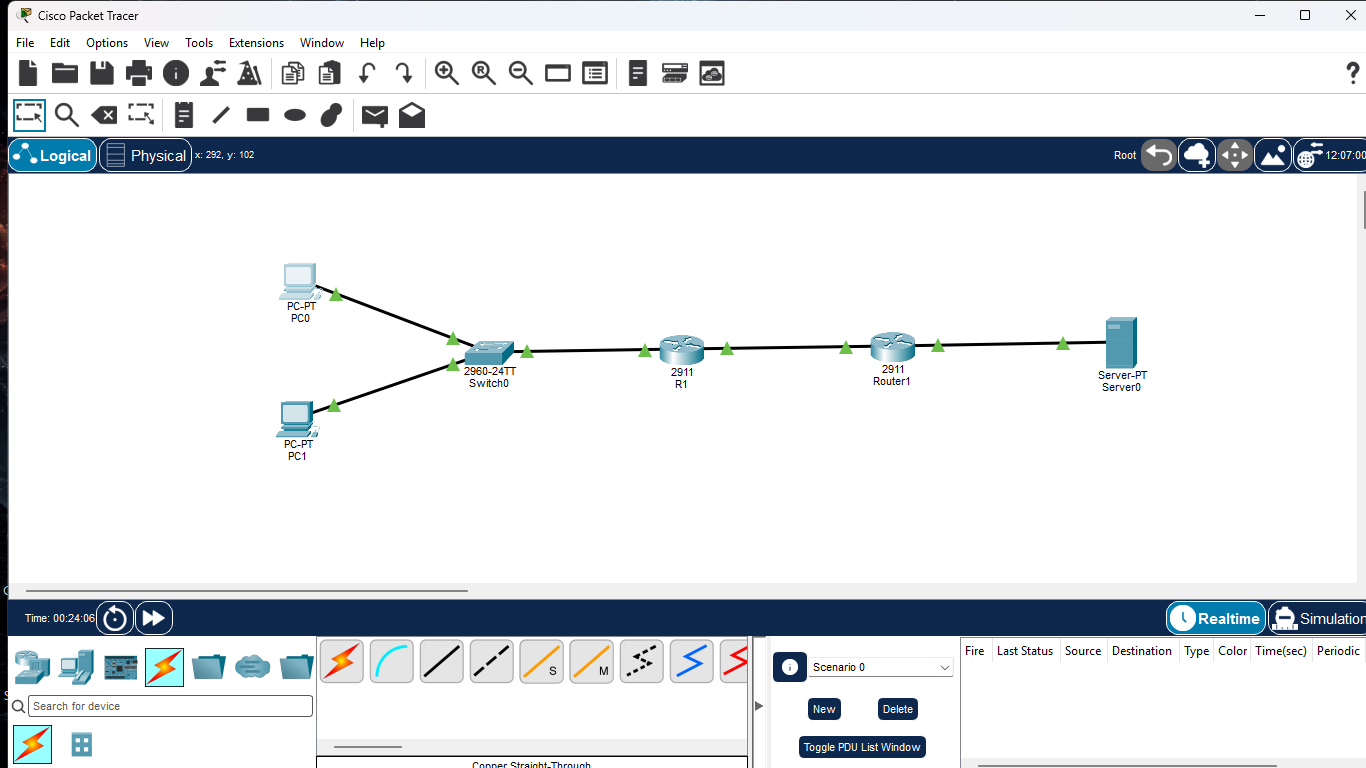 Cisco Packet Tracer
File Edit Options View Tools Extensions Window Help
Logical Physical x: 292, y: 102 Root 12:07:00
PC-PT
PC0
2960-24TT
Switch0
2911
R1
2911
Router1
Server-PT
Server0
PC-PT
PC1
Time: 00:24:06 Realtime Simulation
Fire Last Status Source Destination Type Color Time(sec) Periodic
Scenario 0
S M
Search for device
New Delete
Toggle PDU List Window
Copper Straight-Through